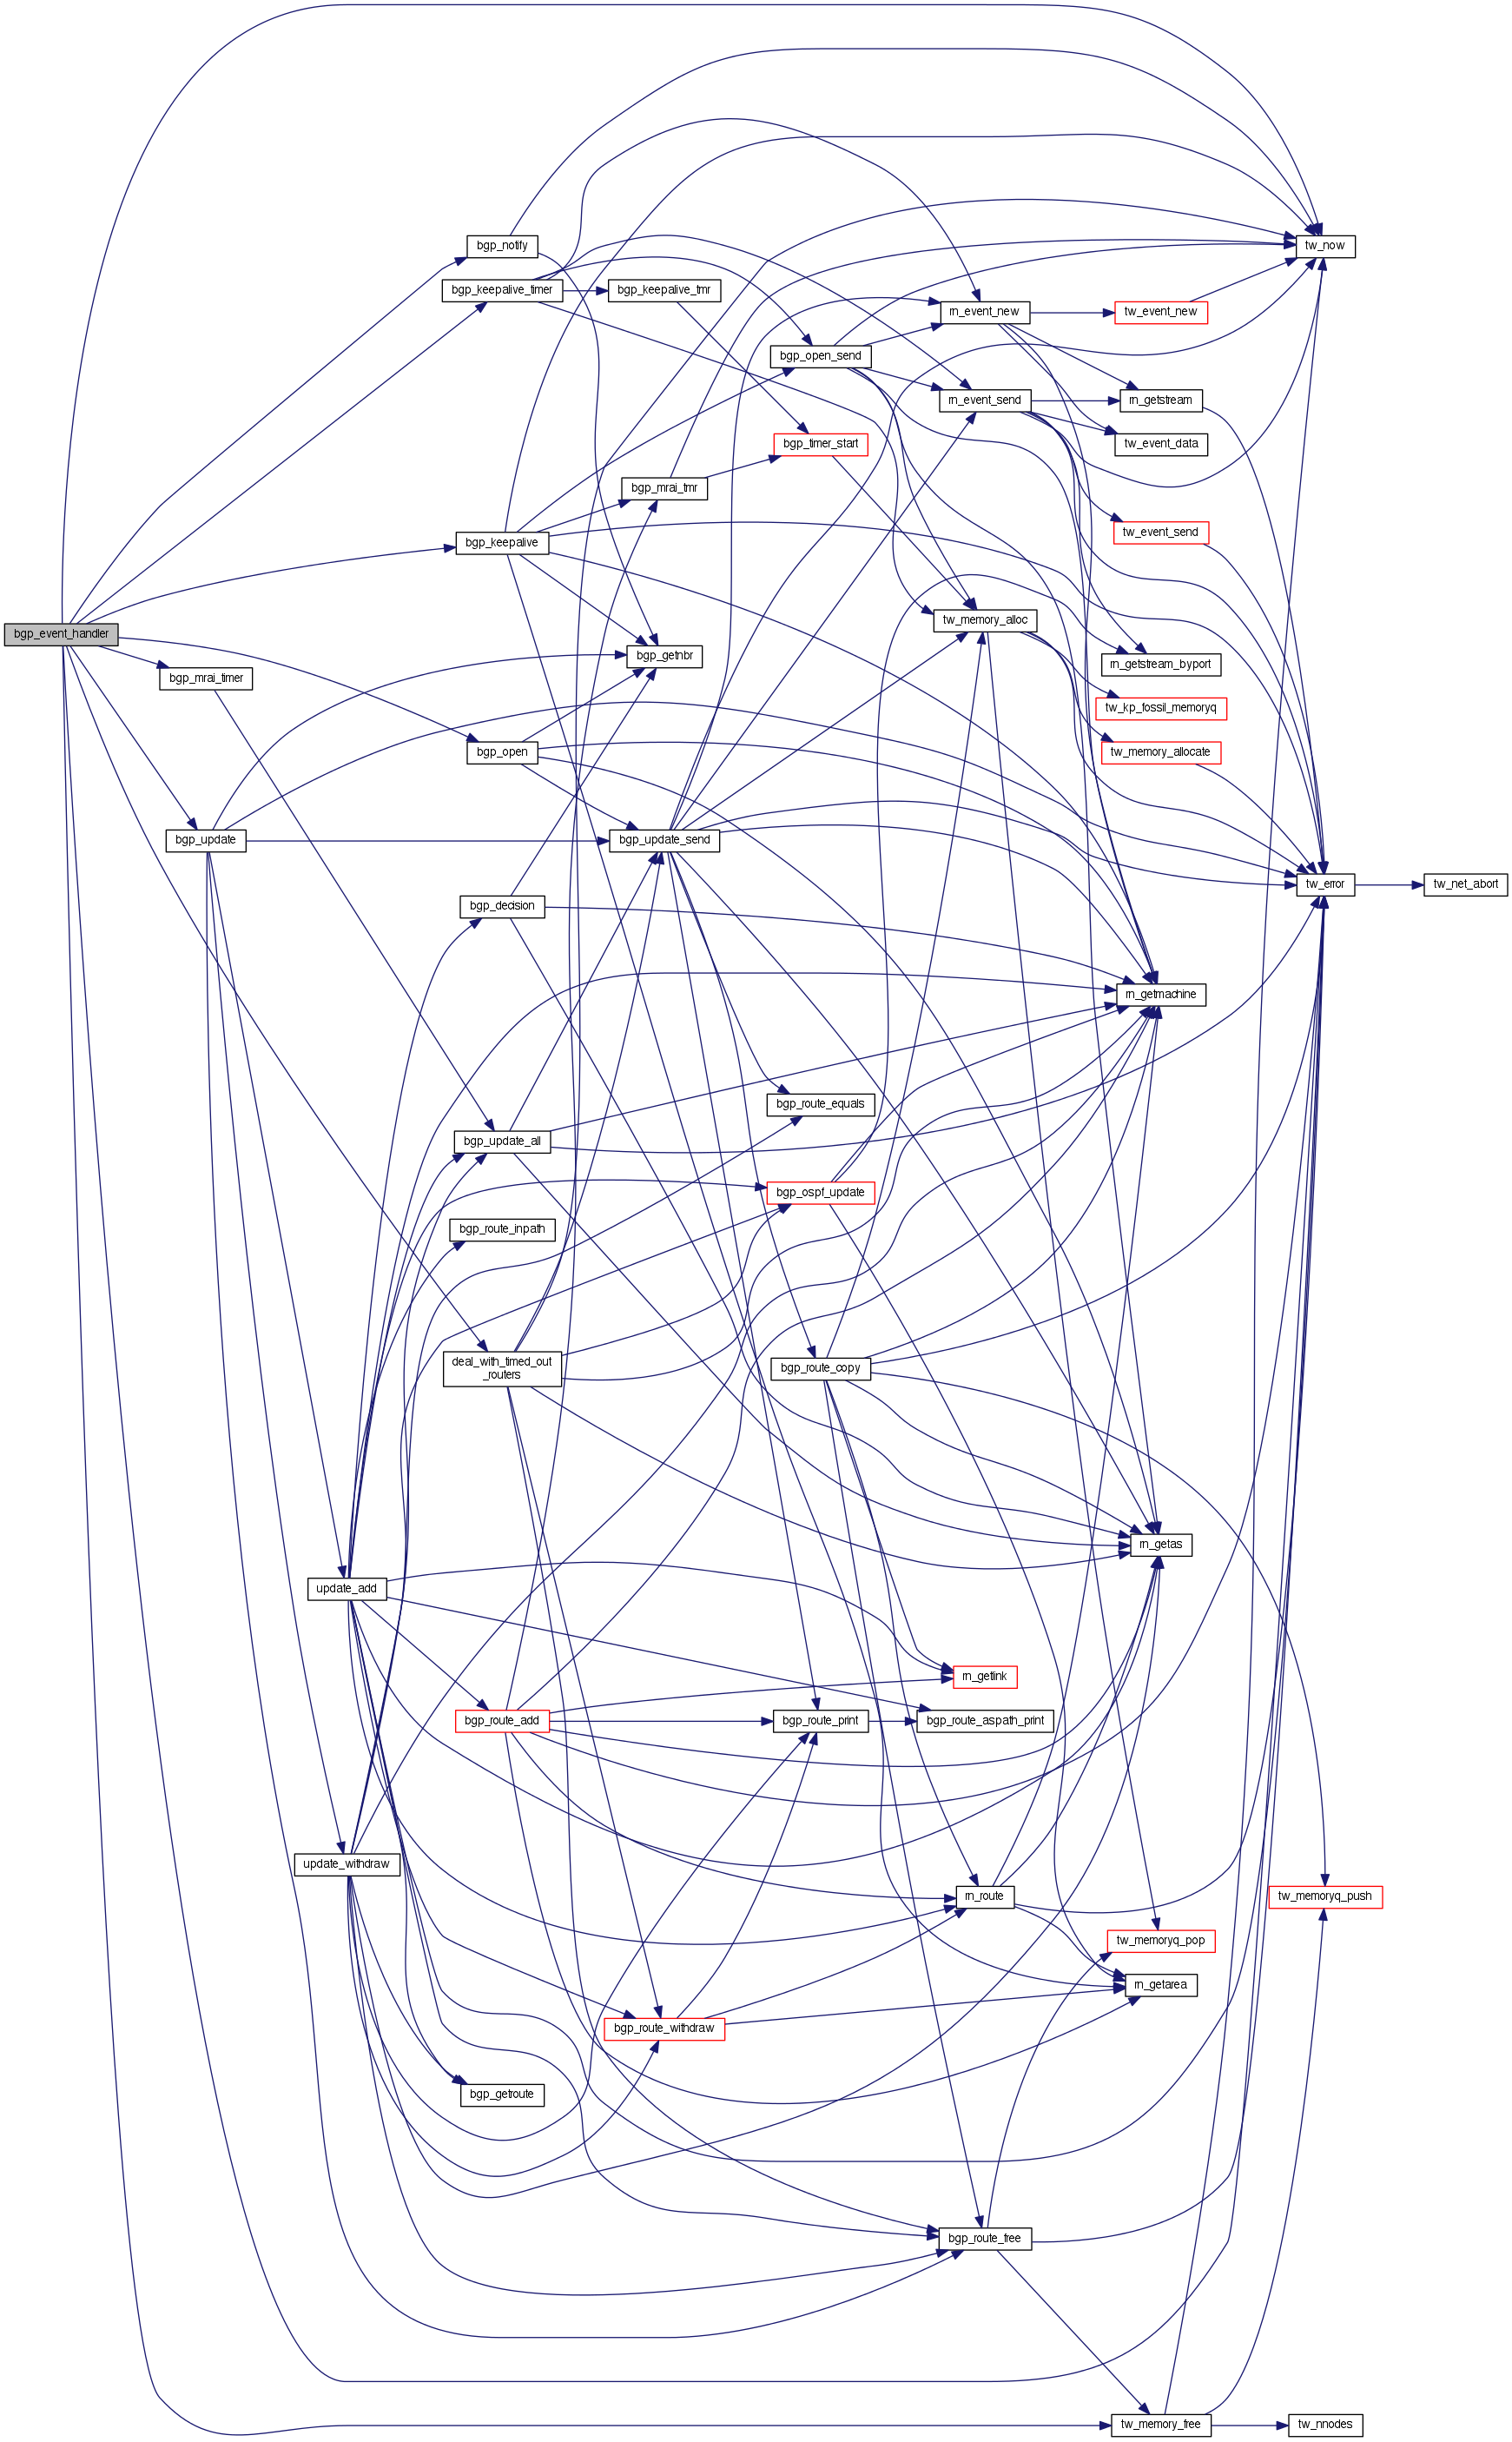 bgp_event_handler
bgp_notify
bgp_keepalive_timer
bgp_keepalive_tmr
tw_now
rn_event_new
tw_event_new
bgp_open_send
rn_event_send
rn_getstream
tw_event_data
bgp_timer_start
bgp_mrai_tmr
tw_event_send
bgp_keepalive
tw_memory_alloc
bgp_getnbr
rn_getstream_byport
bgp_mrai_timer
tw_kp_fossil_memoryq
bgp_open
tw_memory_allocate
bgp_update
bgp_update_send
tw_error
tw_net_abort
bgp_decision
rn_getmachine
bgp_route_equals
bgp_update_all
bgp_ospf_update
bgp_route_inpath
deal_with_timed_out
_routers
bgp_route_copy
rn_getas
update_add
rn_getlink
bgp_route_add
bgp_route_print
bgp_route_aspath_print
update_withdraw
rn_route
tw_memoryq_push
tw_memoryq_pop
rn_getarea
bgp_route_withdraw
bgp_getroute
bgp_route_free
tw_memory_free
tw_nnodes